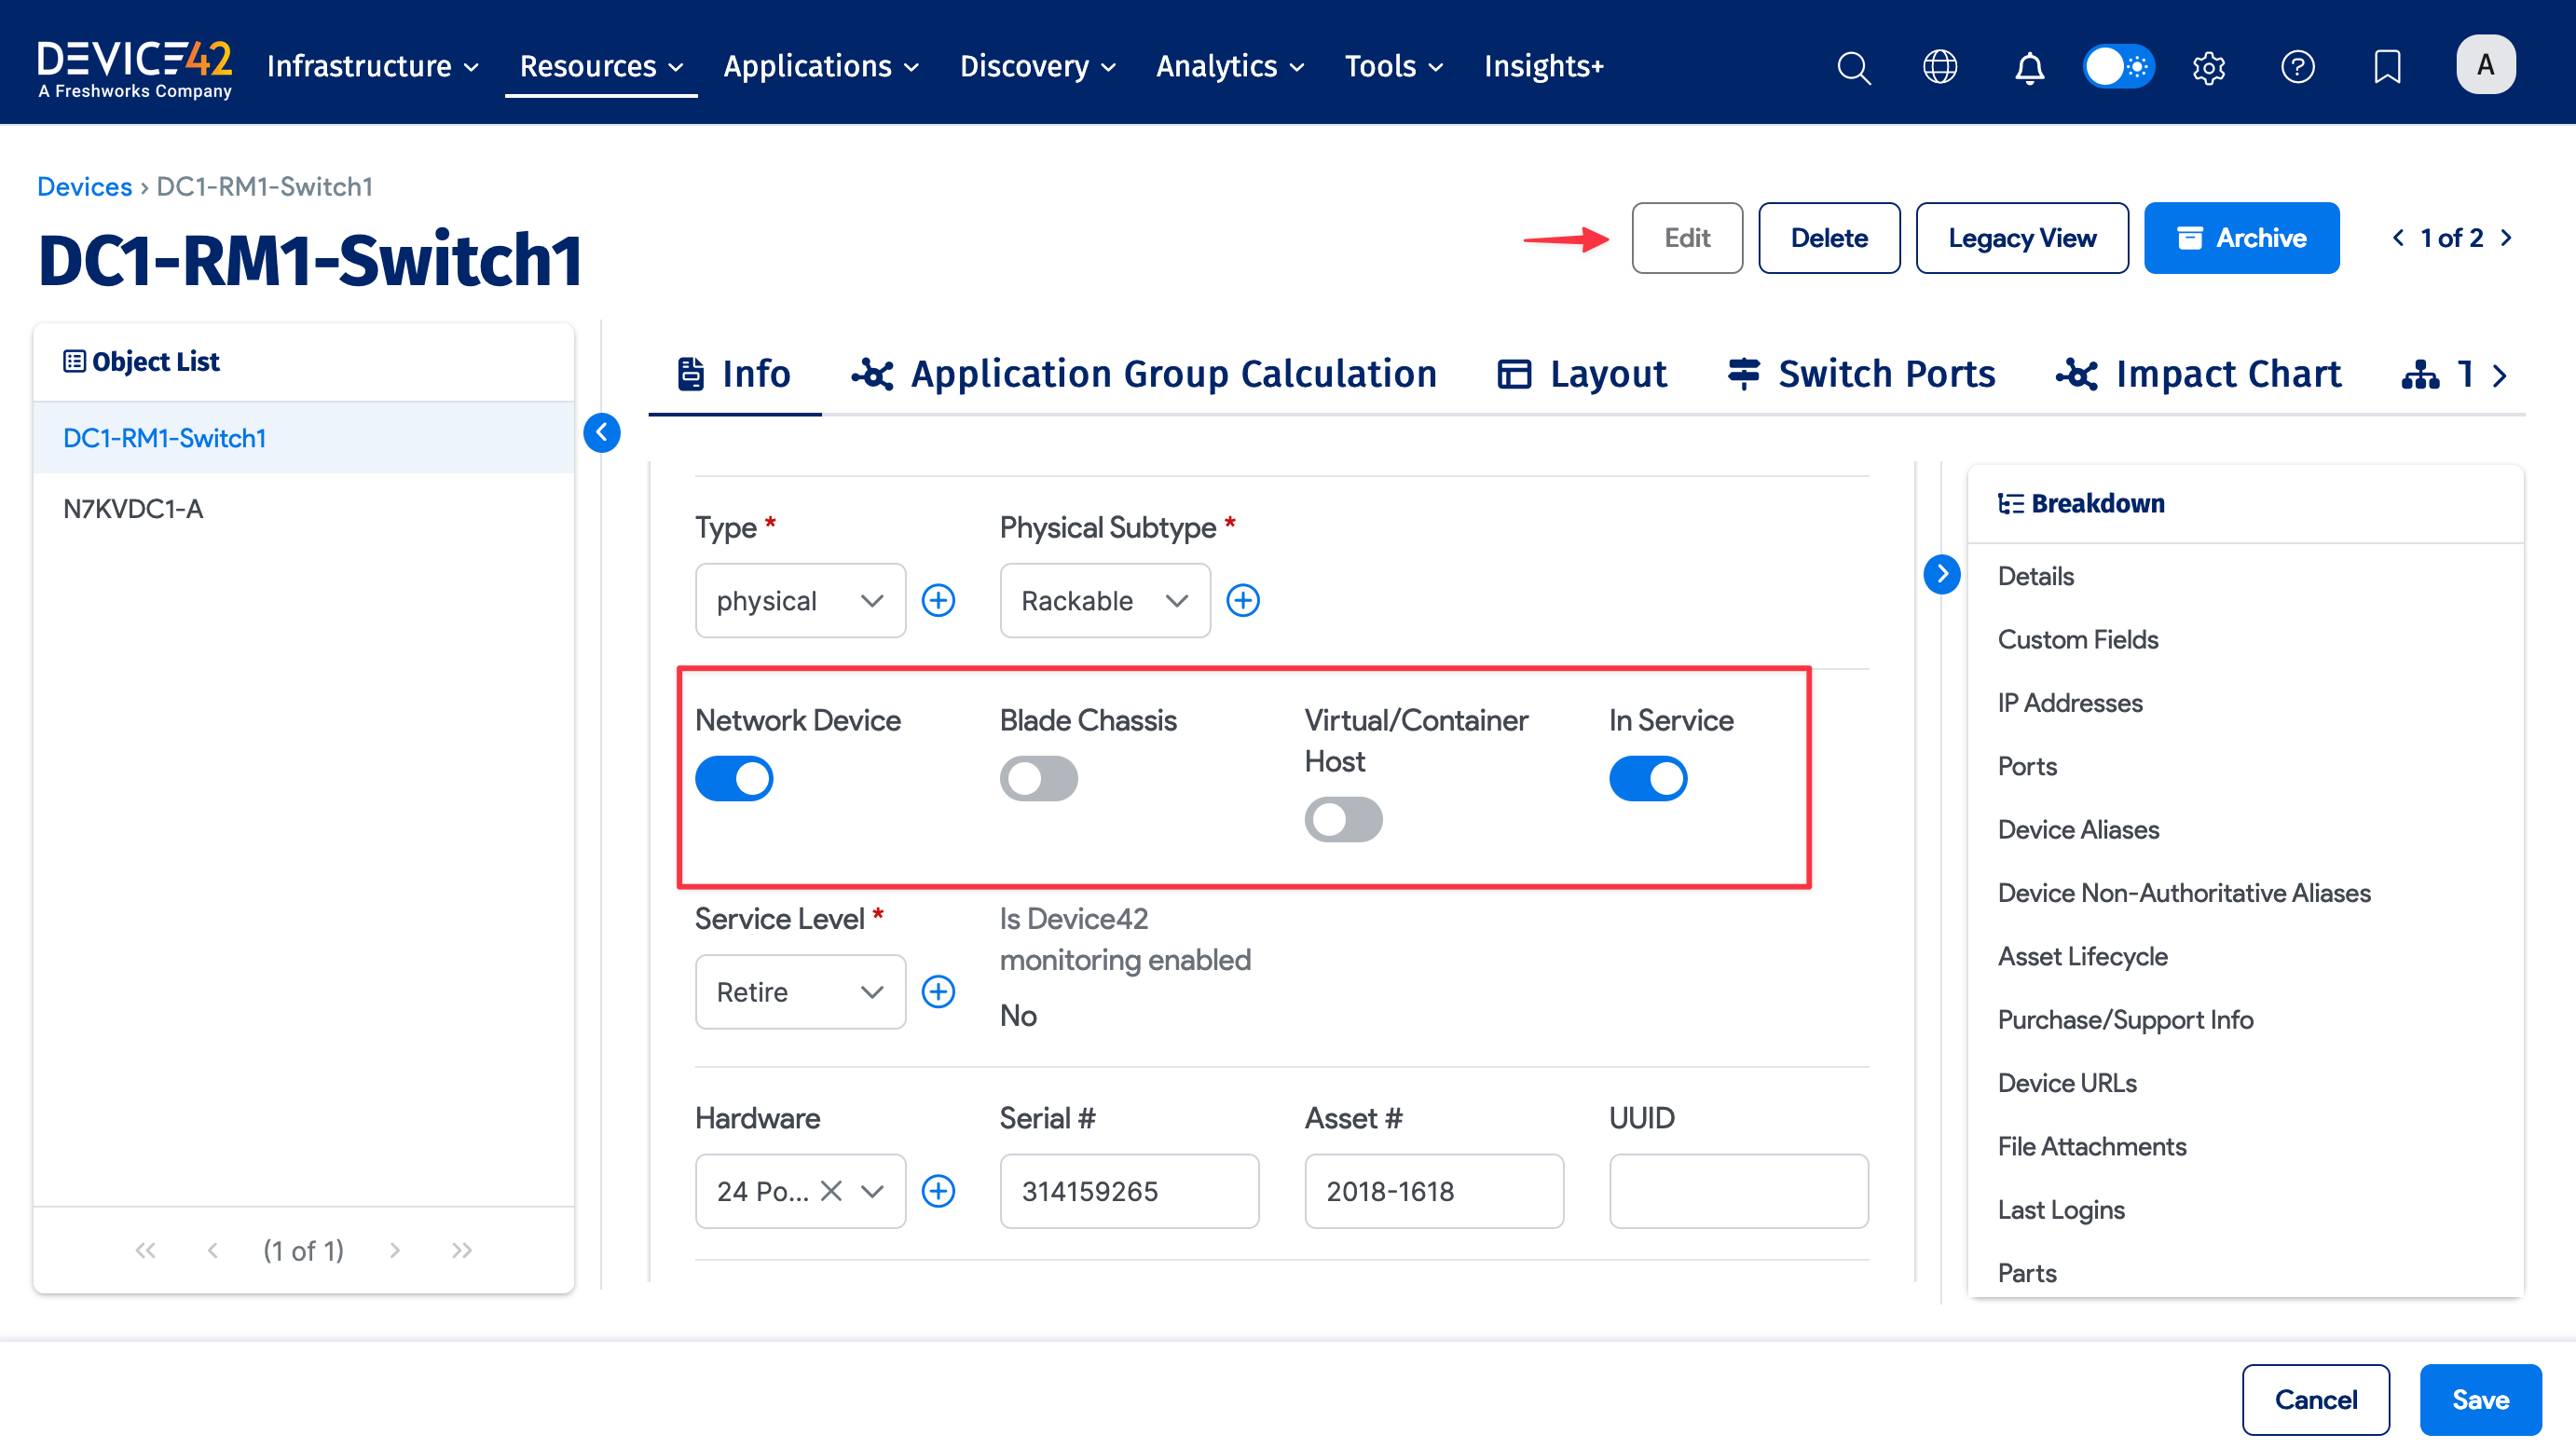 DEVICE42
A Freshworks Company
Infrastructure
Resources
Applications
Discovery
Analytics
Tools
Insights+
A
Devices › DC1-RM1-Switch1
DC1-RM1-Switch1
Edit
Delete
Legacy View
Archive
1 of 2
Object List
DC1-RM1-Switch1
N7KVDC1-A
(1 of 1)
Info
Application Group Calculation
Layout
Switch Ports
Impact Chart
Type *
Physical Subtype *
physical
Rackable
Network Device
Blade Chassis
Virtual/Container
Host
In Service
Service Level *
Is Device42
monitoring enabled
Retire
No
Hardware
Serial #
Asset #
UUID
24 Po...
314159265
2018-1618
Breakdown
Details
Custom Fields
IP Addresses
Ports
Device Aliases
Device Non-Authoritative Aliases
Asset Lifecycle
Purchase/Support Info
Device URLs
File Attachments
Last Logins
Parts
Cancel
Save